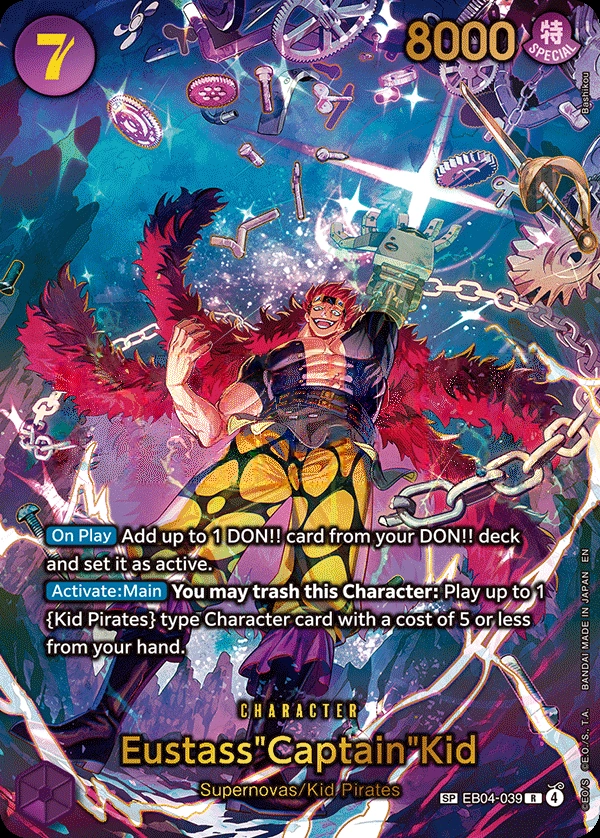 7
8000
特
SPECIAL
Bashikou
On Play Add up to 1 DON!! card from your DON!! deck
and set it as active.
Activate:Main You may trash this Character: Play up to 1
{Kid Pirates} type Character card with a cost of 5 or less
from your hand.
CHARACTER
Eustass"Captain"Kid
Supernovas/Kid Pirates
SP EB04-039 R 4
©E.O./S. ©E.O./S., T.A. BANDAI MADE IN JAPAN EN